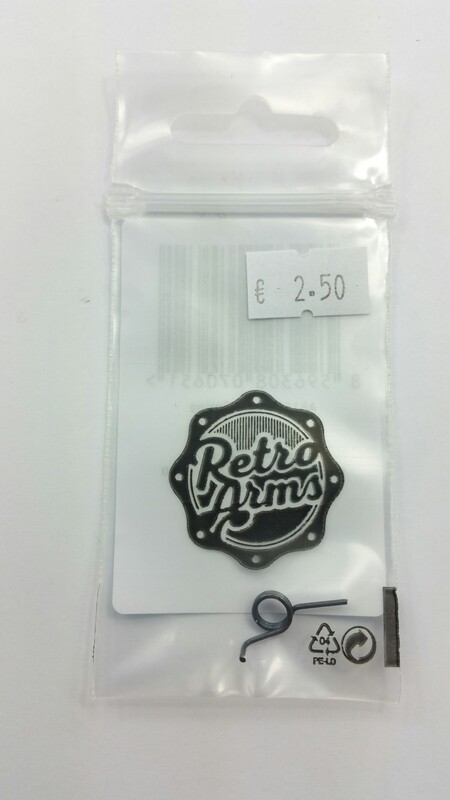 € 2.50
Retro
Arms
04
PE-LD